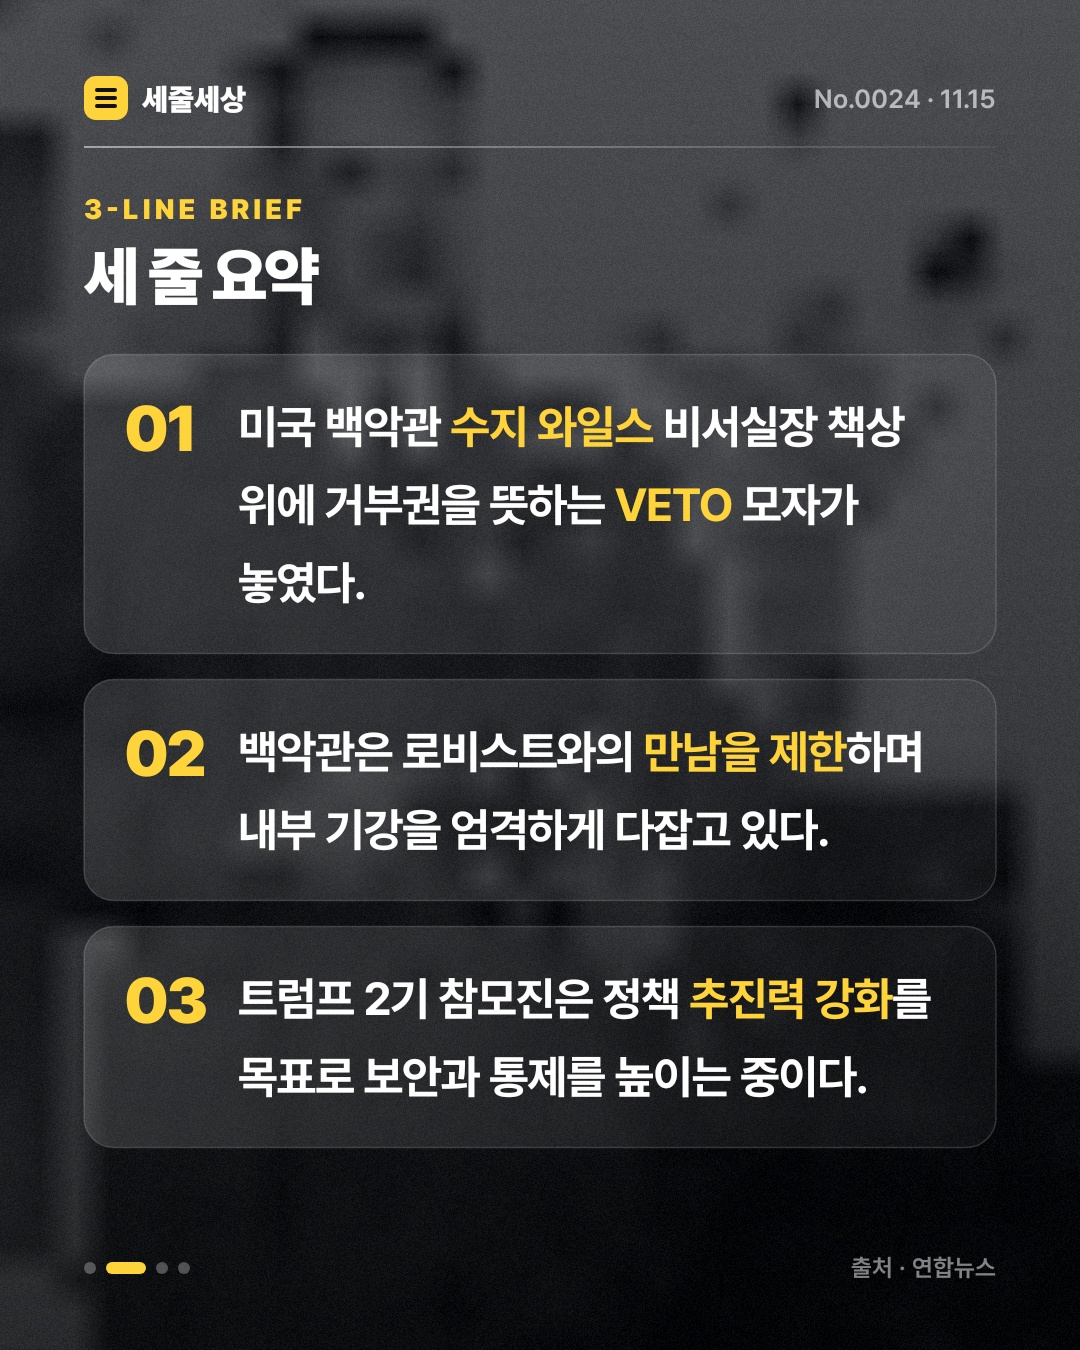 세줄세상
No.0024 · 11.15
3-LINE BRIEF
세 줄 요약
01
미국 백악관 수지 와일스 비서실장 책상
위에 거부권을 뜻하는 VETO 모자가
놓였다.
02
백악관은 로비스트와의 만남을 제한하며
내부 기강을 엄격하게 다잡고 있다.
03
트럼프 2기 참모진은 정책 추진력 강화를
목표로 보안과 통제를 높이는 중이다.
출처 · 연합뉴스